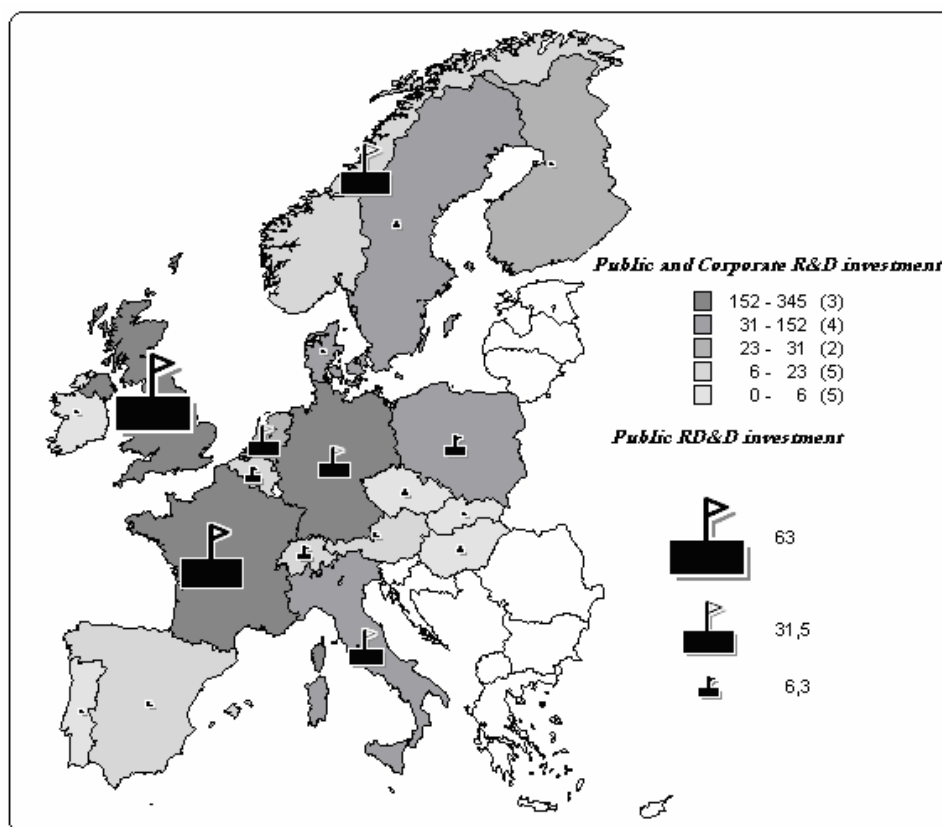 Public and Corporate R&D investment
152 - 345 (3)
31 - 152 (4)
23 - 31 (2)
6 - 23 (5)
0 - 6 (5)
Public RD&D investment
63
31,5
6,3